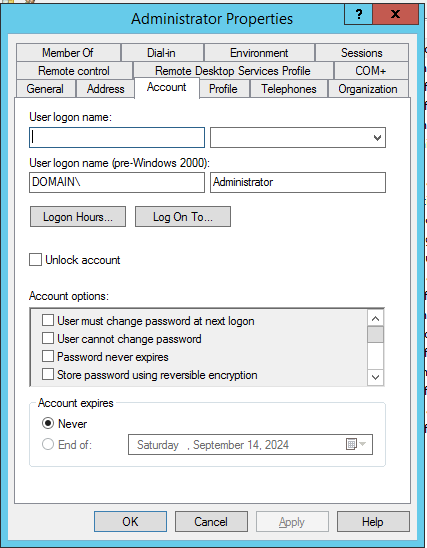 Administrator Properties
?
x
Member Of
Dial-in
Environment
Sessions
Remote control
Remote Desktop Services Profile
COM+
General
Address
Account
Profile
Telephones
Organization
User logon name:
User logon name (pre-Windows 2000):
DOMAIN\
Administrator
Logon Hours...
Log On To...
Unlock account
Account options:
User must change password at next logon
User cannot change password
Password never expires
Store password using reversible encryption
Account expires
Never
End of:
Saturday , September 14, 2024
OK
Cancel
Apply
Help